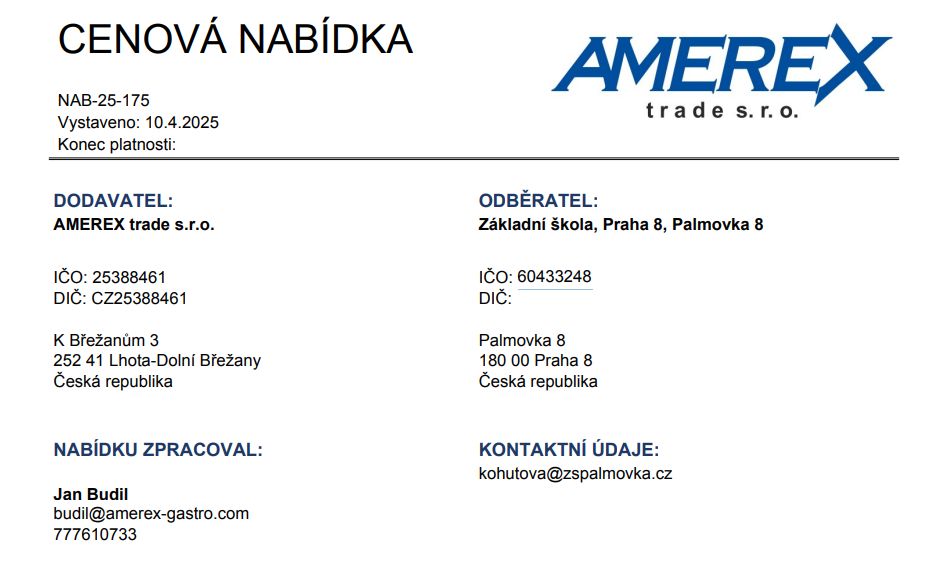 CENOVÁ NABÍDKA
AMEREX
trade s.r.o.
NAB-25-175
Vystaveno: 10.4.2025
Konec platnosti:
DODAVATEL:
AMEREX trade s.r.o.
IČO: 25388461
DIČ: CZ25388461
K Břežanům 3
252 41 Lhota-Dolní Břežany
Česká republika
ODBĚRATEL:
Základní škola, Praha 8, Palmovka 8
IČO: 60433248
DIČ:
Palmovka 8
180 00 Praha 8
Česká republika
NABÍDKU ZPRACOVAL:
Jan Budil
budil@amerex-gastro.com
777610733
KONTAKTNÍ ÚDAJE:
kohutova@zspalmovka.cz